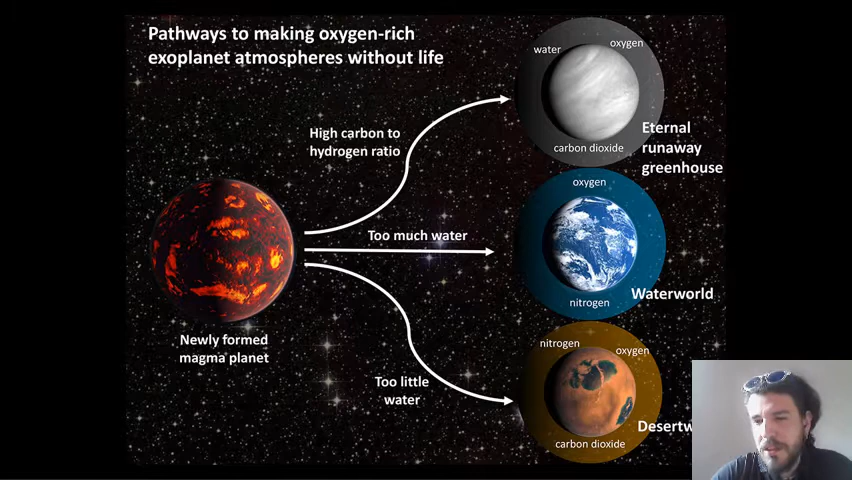 Pathways to making oxygen-rich
exoplanet atmospheres without life
water
oxygen
carbon dioxide
Eternal
runaway
greenhouse
High carbon to
hydrogen ratio
oxygen
nitrogen
Waterworld
Too much water
Newly formed
magma planet
nitrogen
oxygen
carbon dioxide
Too little
water